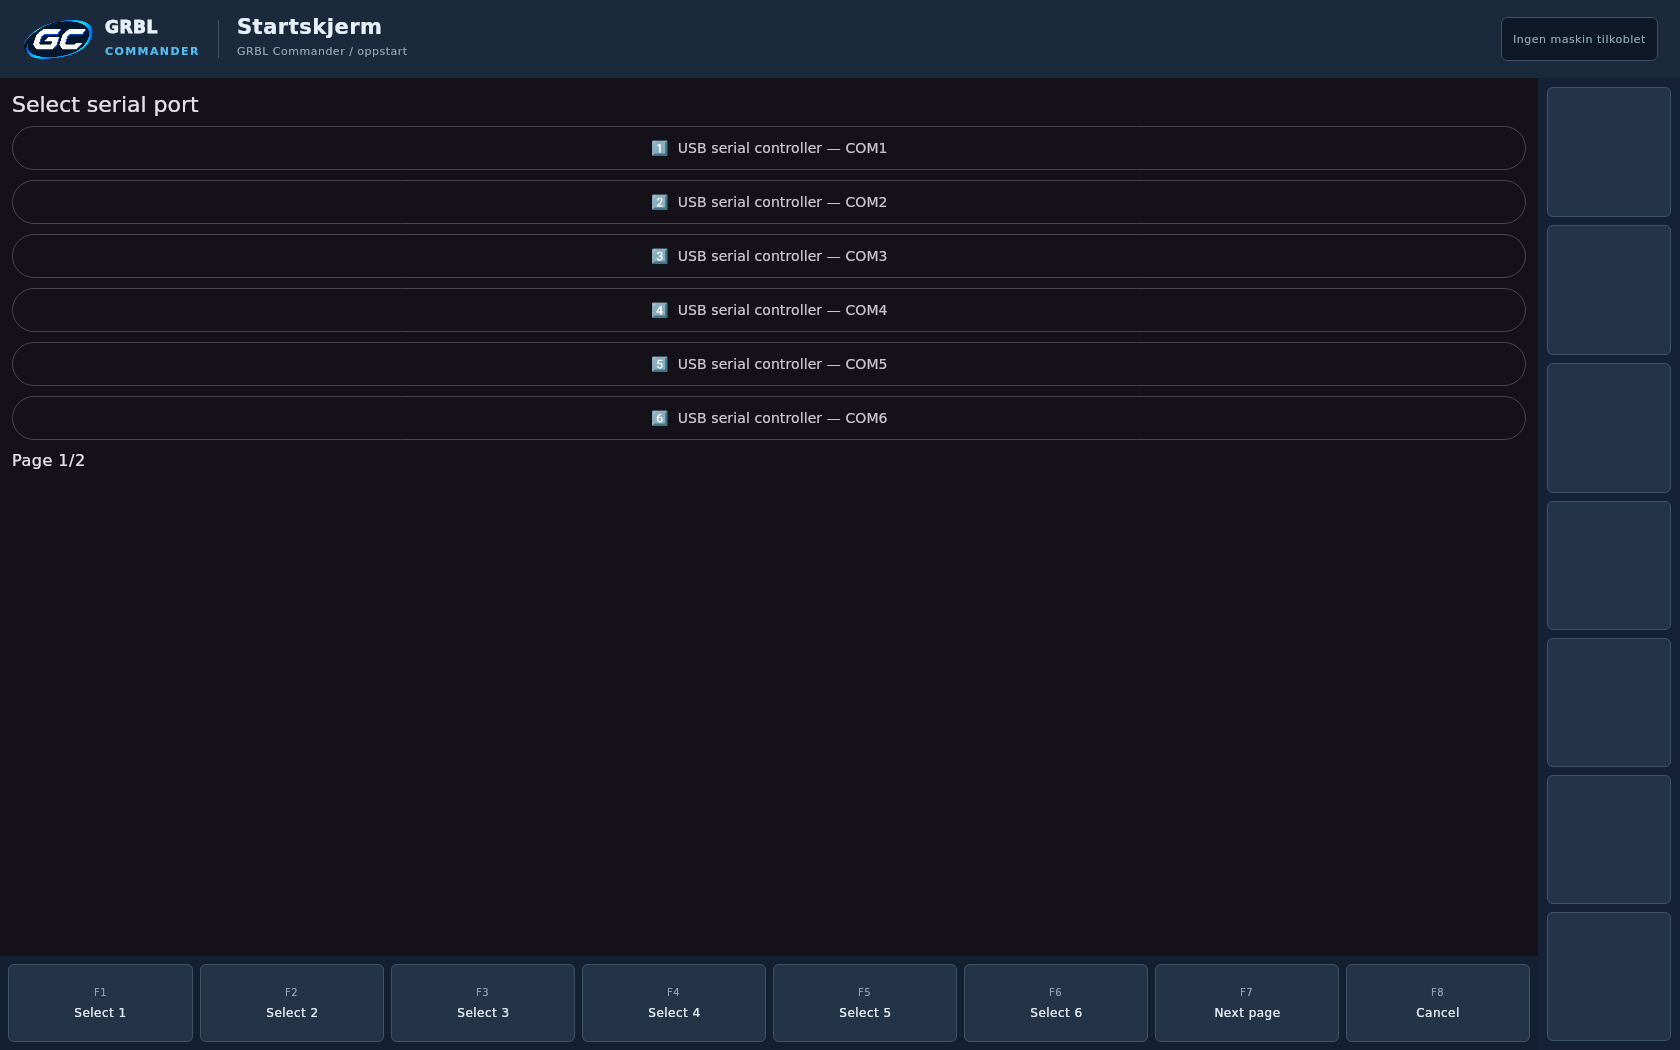 GC
GRBL
COMMANDER
Startskjerm
GRBL Commander / oppstart
Ingen maskin tilkoblet
Select serial port
1 USB serial controller — COM1
2 USB serial controller — COM2
3 USB serial controller — COM3
4 USB serial controller — COM4
5 USB serial controller — COM5
6 USB serial controller — COM6
Page 1/2
F1
Select 1
F2
Select 2
F3
Select 3
F4
Select 4
F5
Select 5
F6
Select 6
F7
Next page
F8
Cancel